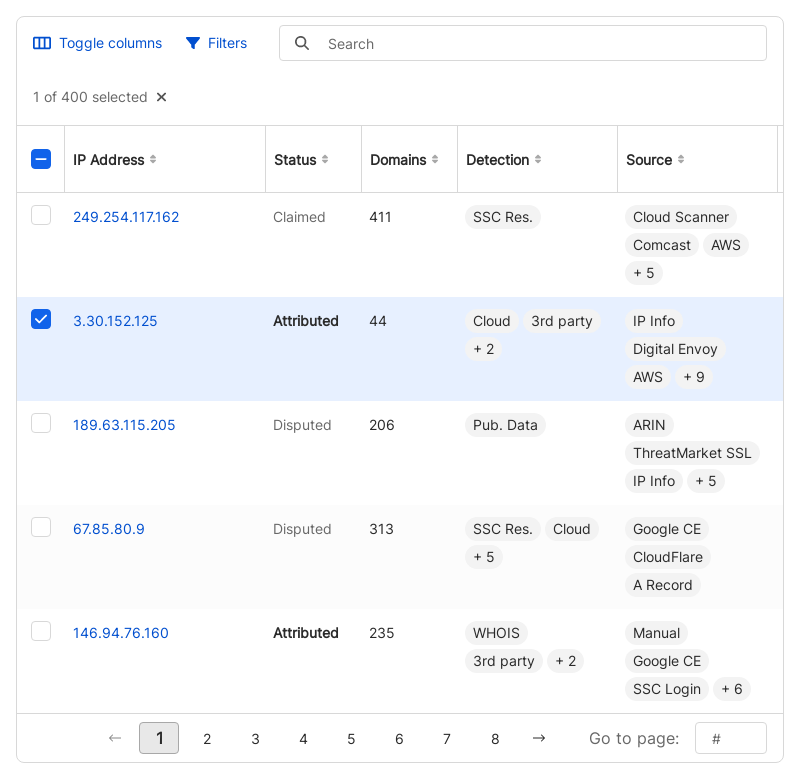 Toggle columns Filters Search
1 of 400 selected
IP Address Status Domains Detection Source
249.254.117.162 Claimed 411 SSC Res. Cloud Scanner
Comcast AWS
+ 5
3.30.152.125 Attributed 44 Cloud 3rd party IP Info
+ 2 Digital Envoy
AWS + 9
189.63.115.205 Disputed 206 Pub. Data ARIN
ThreatMarket SSL
IP Info + 5
67.85.80.9 Disputed 313 SSC Res. Cloud Google CE
+ 5 CloudFlare
A Record
146.94.76.160 Attributed 235 WHOIS Manual
3rd party + 2 Google CE
SSC Login + 6
1 2 3 4 5 6 7 8 Go to page: #